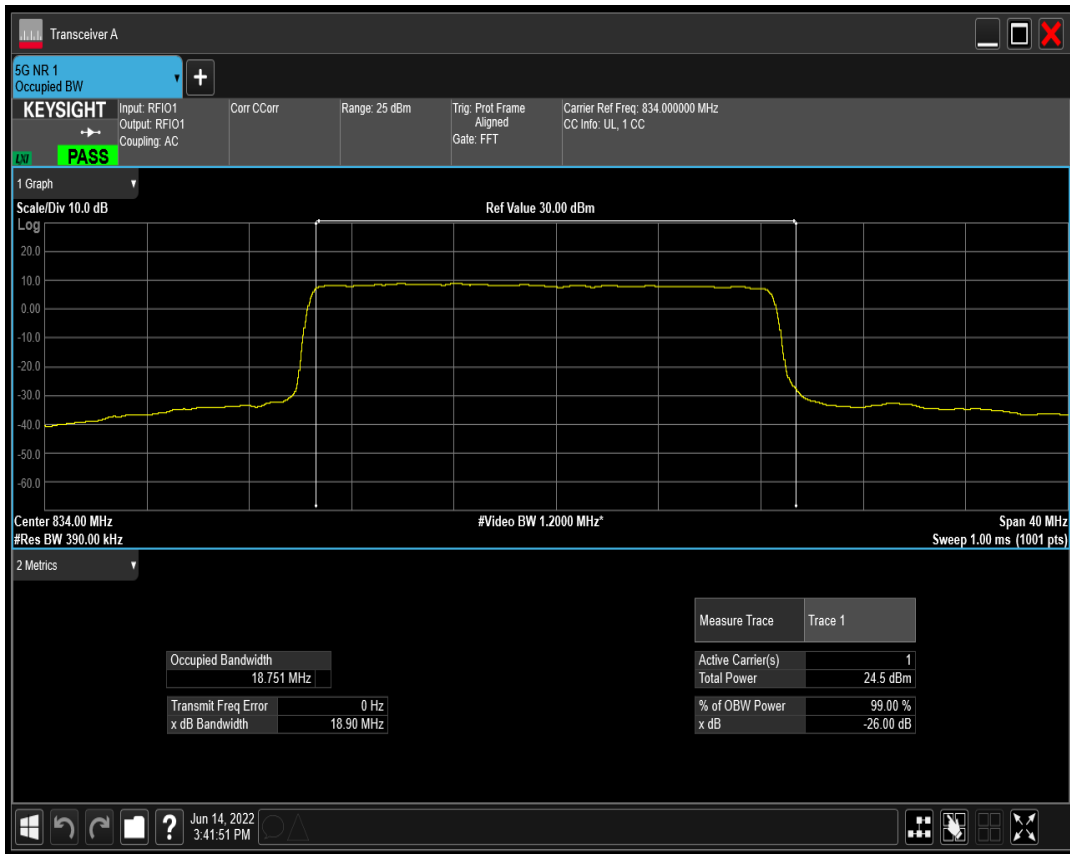 Transceiver A
5G NR 1
Occupied BW
+
KEYSIGHT
LXI
PASS
Input: RFIO1
Output: RFIO1
Coupling: AC
Corr CCorr
Range: 25 dBm
Trig: Prot Frame
Aligned
Gate: FFT
Carrier Ref Freq: 834.000000 MHz
CC Info: UL, 1 CC
1 Graph
Scale/Div 10.0 dB
Ref Value 30.00 dBm
Log
20.0
10.0
0.00
-10.0
-20.0
-30.0
-40.0
-50.0
-60.0
Center 834.00 MHz
#Video BW 1.2000 MHz*
Span 40 MHz
#Res BW 390.00 kHz
Sweep 1.00 ms (1001 pts)
2 Metrics
Measure Trace Trace 1
Occupied Bandwidth
18.751 MHz
Active Carrier(s) 1
Total Power 24.5 dBm
Transmit Freq Error 0 Hz
x dB Bandwidth 18.90 MHz
% of OBW Power 99.00 %
x dB -26.00 dB
?
Jun 14, 2022
3:41:51 PM